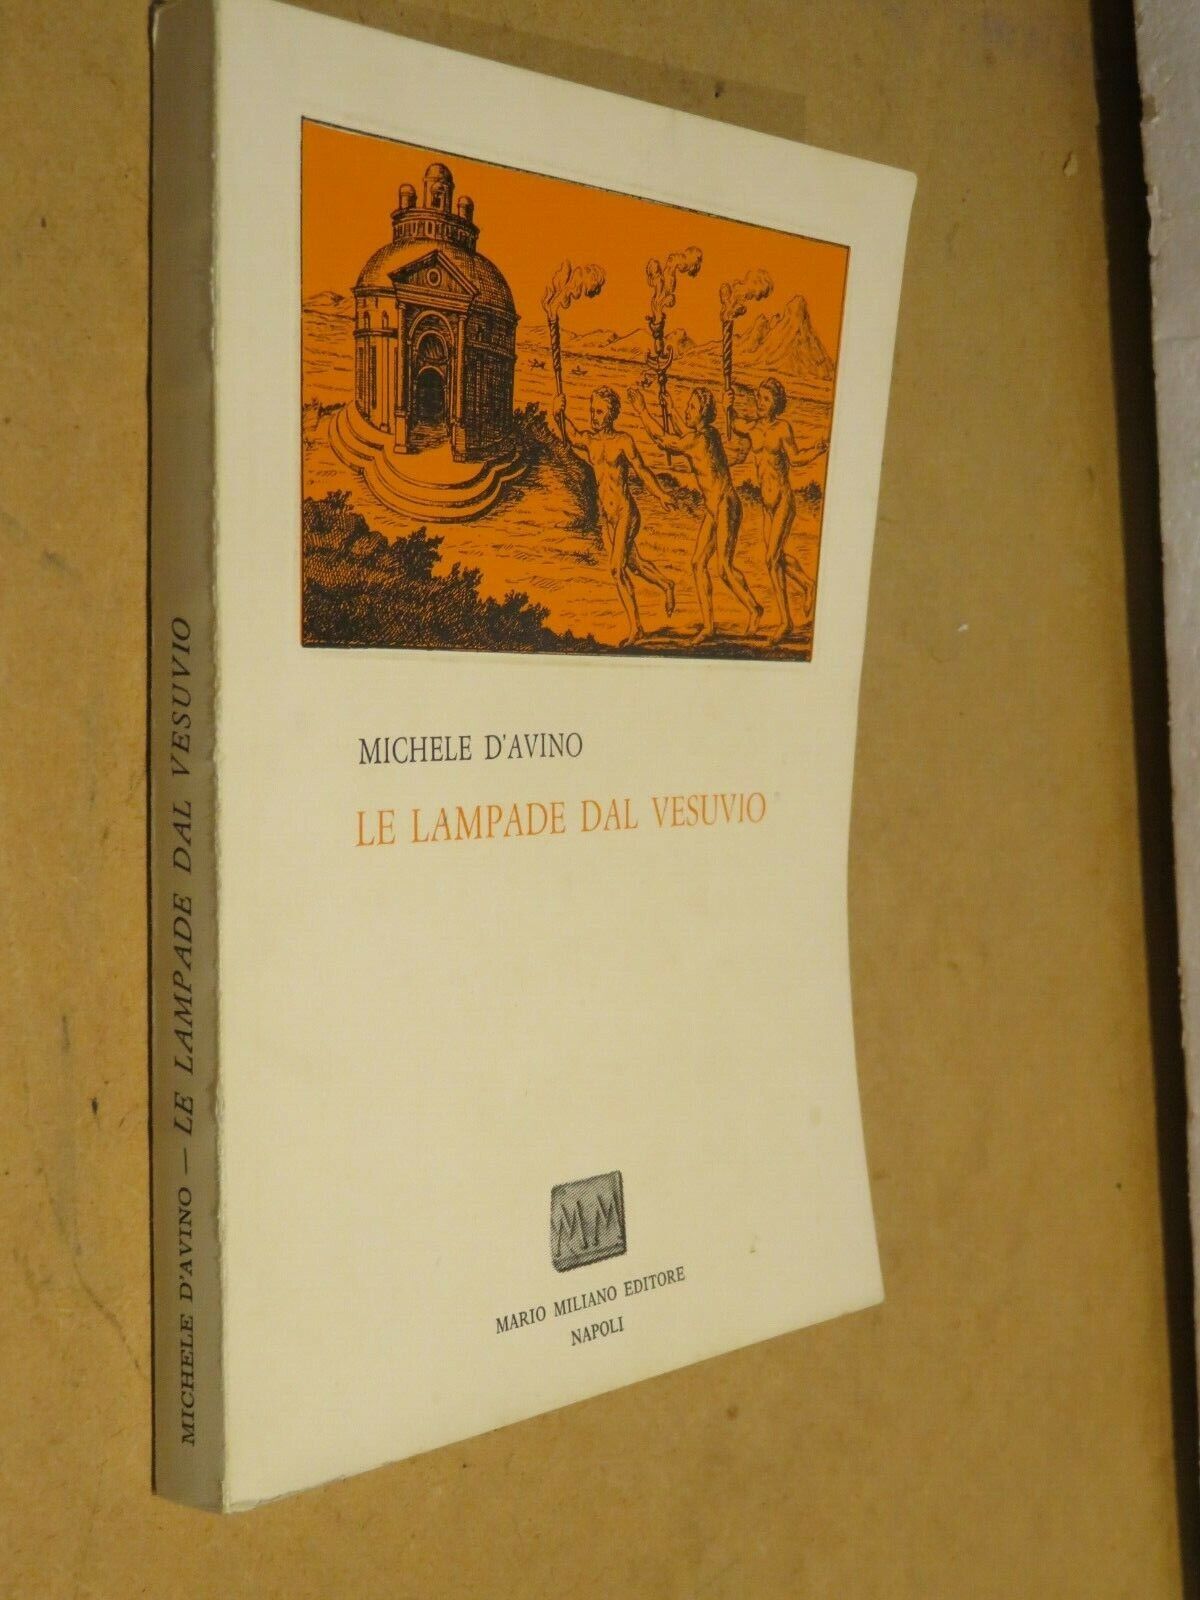 MICHELE D'AVINO — LE LAMPADE DAL VESUVIO
MICHELE D'AVINO
LE LAMPADE DAL VESUVIO
MM
MARIO MILIANO EDITORE
NAPOLI